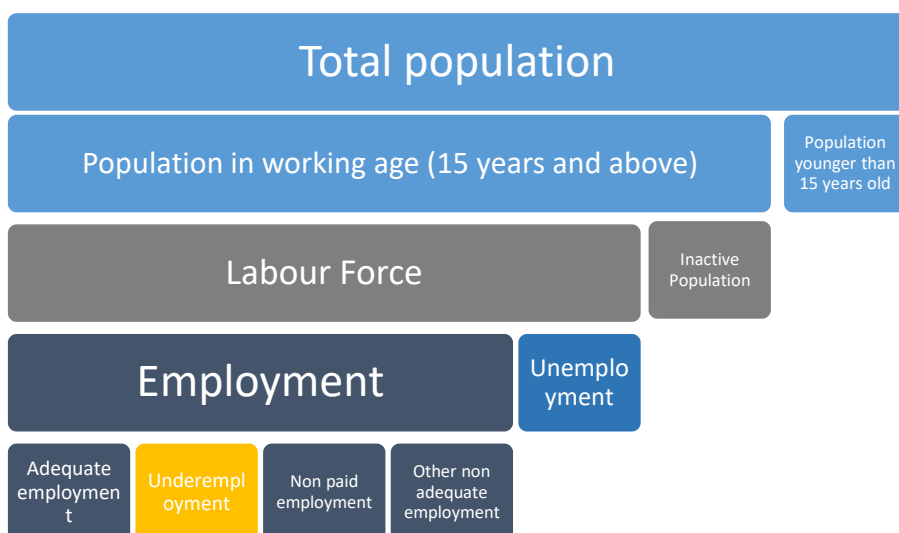 Total population
Population in working age (15 years and above)
Population
younger than
15 years old
Labour Force
Inactive
Population
Employment
Unemplo
yment
Adequate
employmen
t
Underempl
oyment
Non paid
employment
Other non
adequate
employment